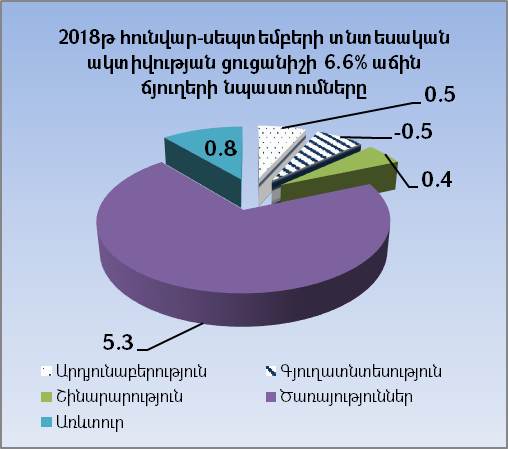 2018թ հունվար-սեպտեմբերի տնտեսական
ակտիվության ցուցանիշի 6.6% աճին
ճյուղերի նպաստումները
0.5
-0.5
0.8
0.4
5.3
Արդյունաբերություն
Գյուղատնտեսություն
Շինարարություն
Ծառայություններ
Առևտուր